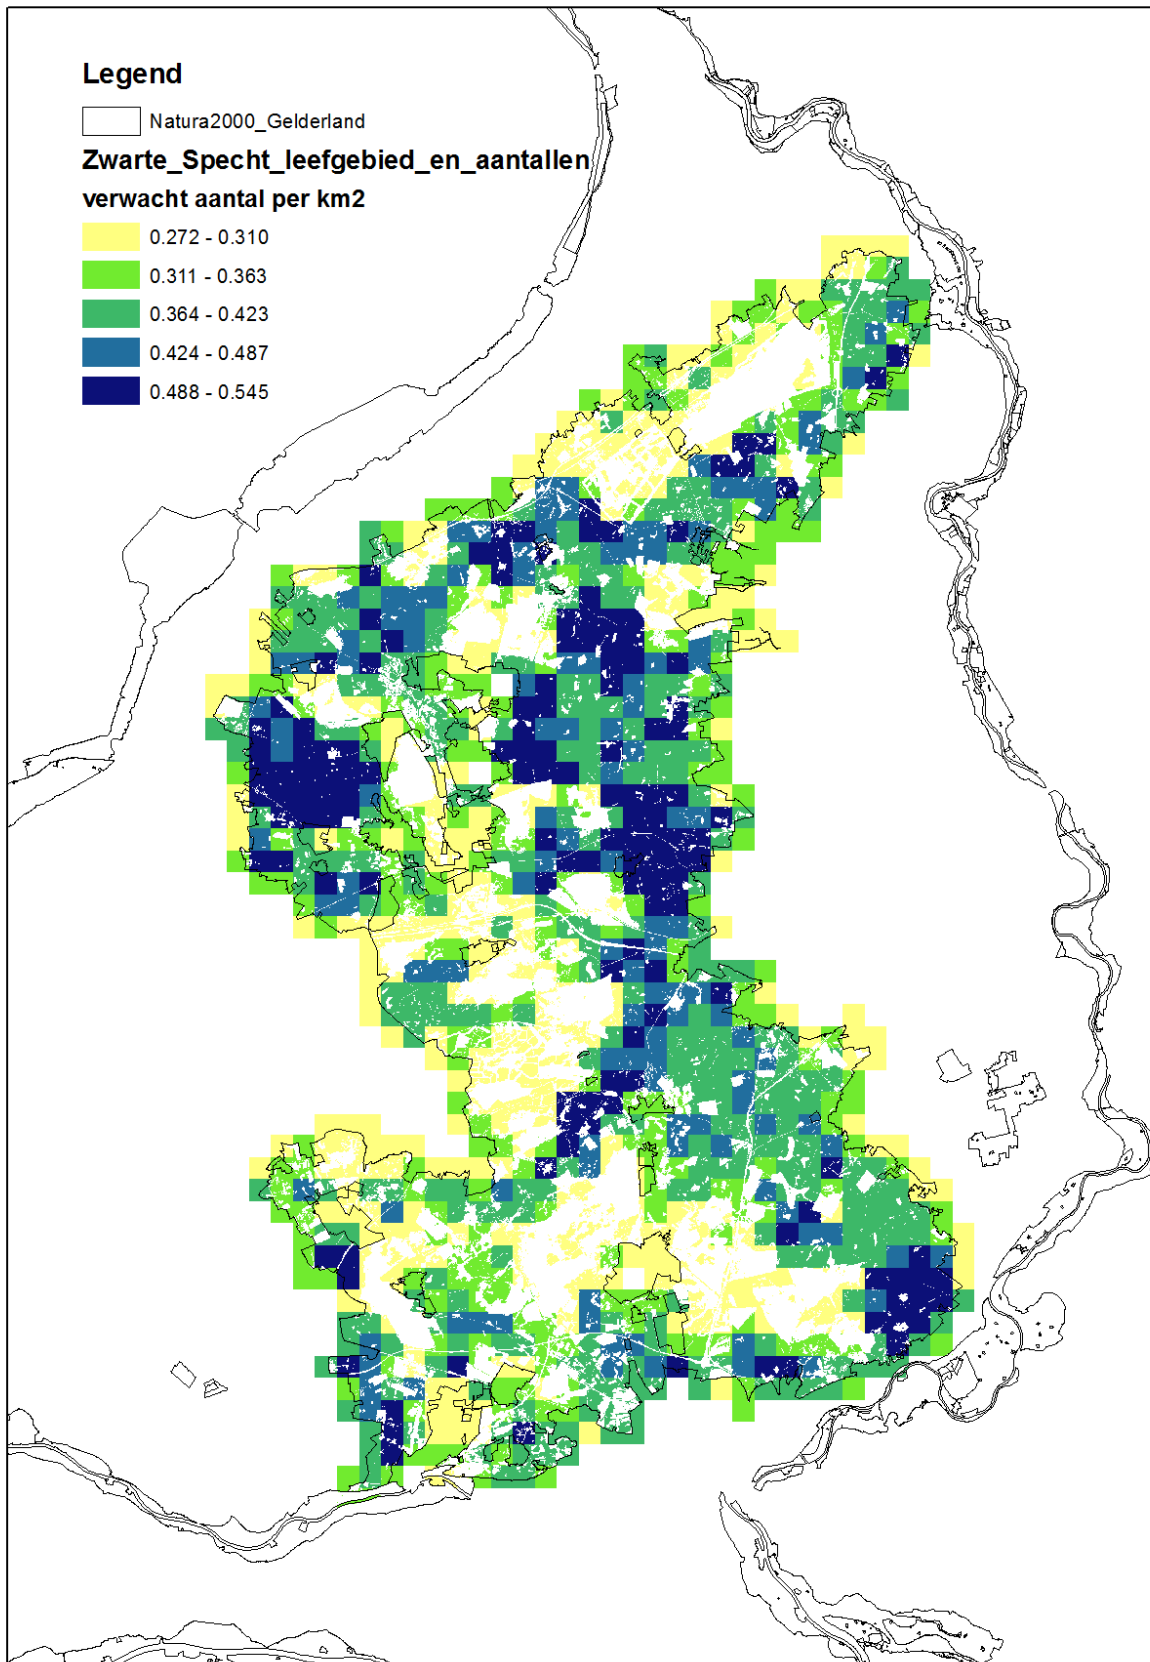 Legend
Natura2000_Gelderland
Zwarte_Specht_leefgebied_en_aantallen
verwacht aantal per km2
0.272 - 0.310
0.311 - 0.363
0.364 - 0.423
0.424 - 0.487
0.488 - 0.545